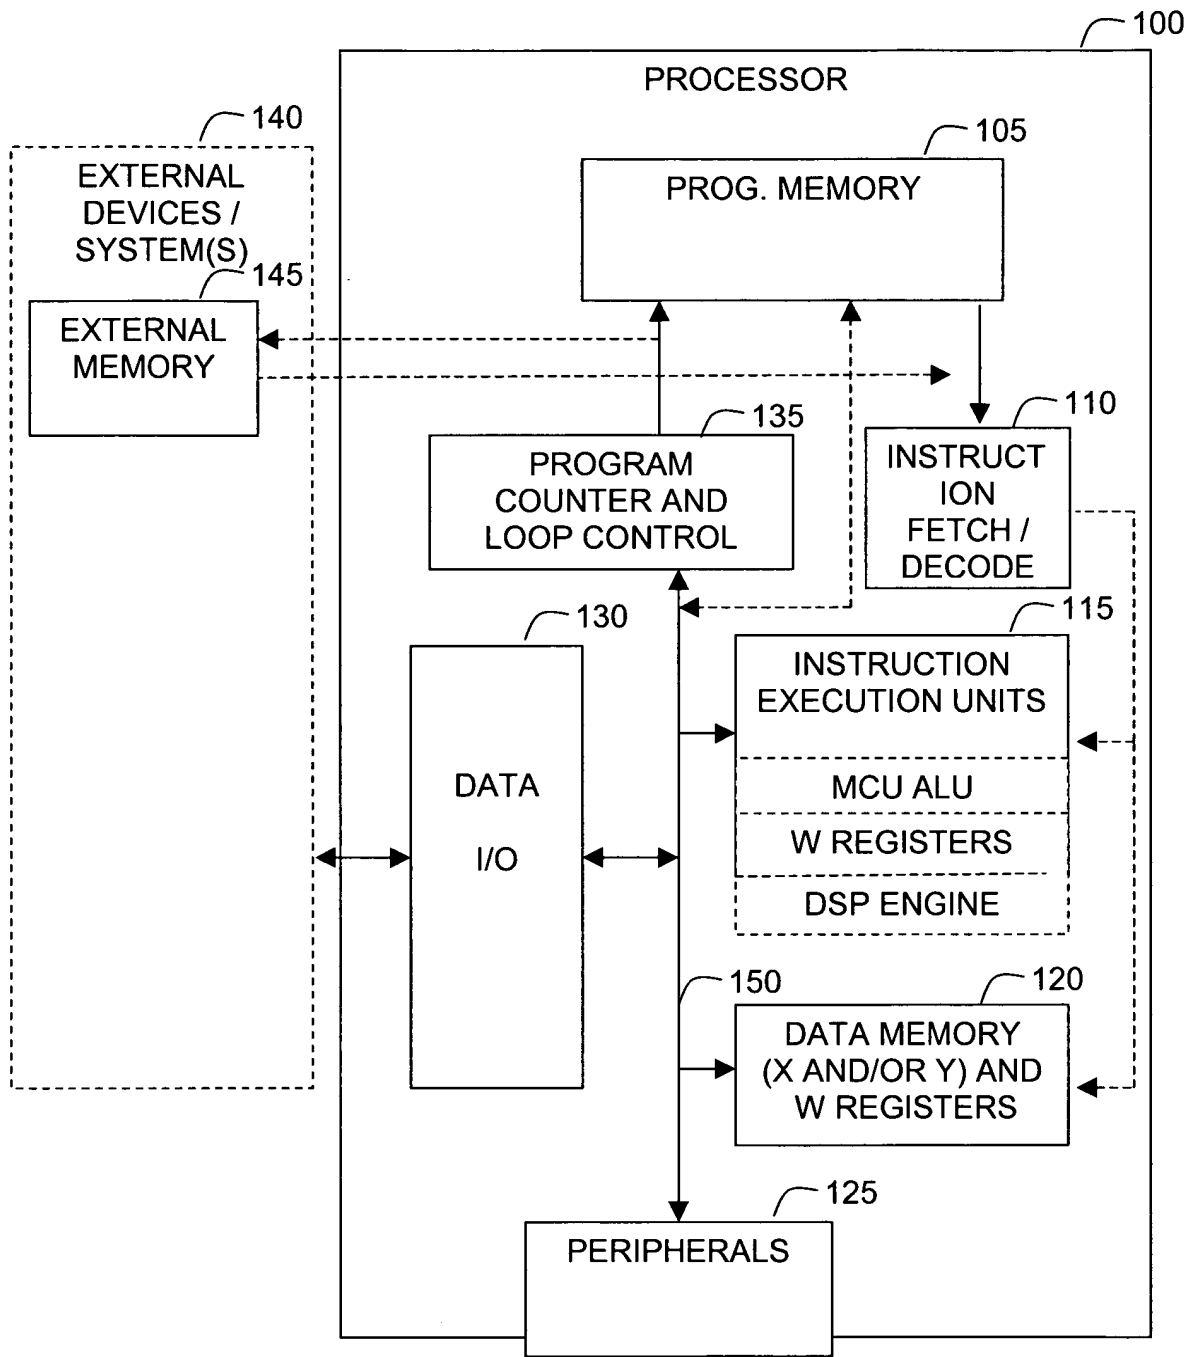 100
PROCESSOR
140
105
EXTERNAL
DEVICES /
SYSTEM(S)
PROG. MEMORY
145
EXTERNAL
MEMORY
135
110
PROGRAM
COUNTER AND
LOOP CONTROL
INSTRUCT
ION
FETCH /
DECODE
130
115
INSTRUCTION
EXECUTION UNITS
MCU ALU
W REGISTERS
DSP ENGINE
DATA
I/O
150
120
DATA MEMORY
(X AND/OR Y) AND
W REGISTERS
125
PERIPHERALS